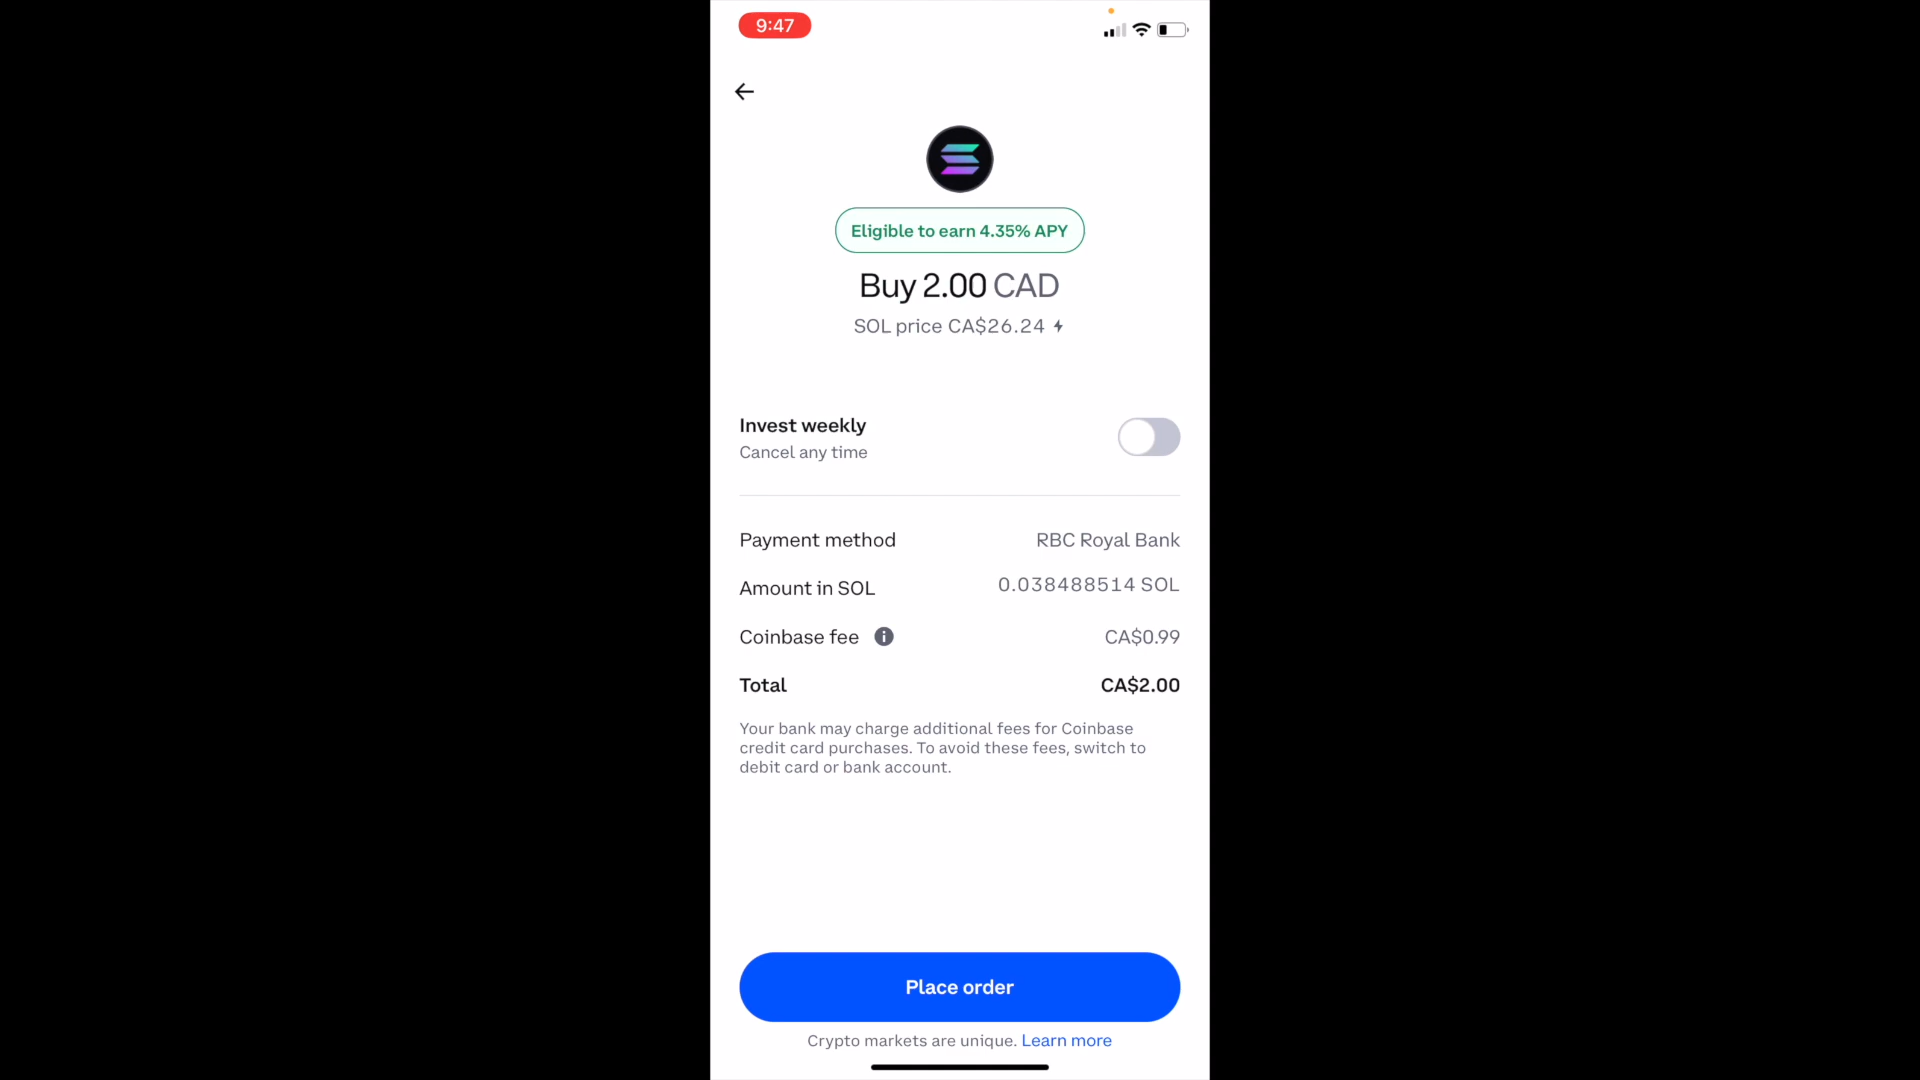 9:47
Eligible to earn 4.35% APY
Buy 2.00 CAD
SOL price CA$26.24
Invest weekly
Cancel any time
Payment method RBC Royal Bank
Amount in SOL 0.038488514 SOL
Coinbase fee CA$0.99
Total CA$2.00
Your bank may charge additional fees for Coinbase
credit card purchases. To avoid these fees, switch to
debit card or bank account.
Place order
Crypto markets are unique. Learn more